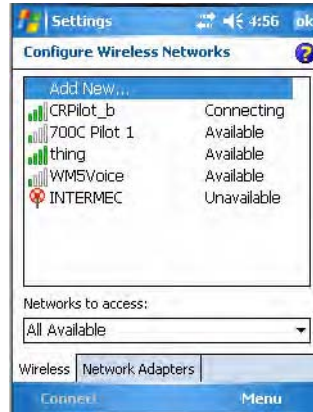 Settings 4:56 ok
Configure Wireless Networks ?
Add New...
CRPilot_b Connecting
700C Pilot 1 Available
thing Available
WM5Voice Available
INTERMEC Unavailable
Networks to access:
All Available
Wireless Network Adapters
Connect Menu